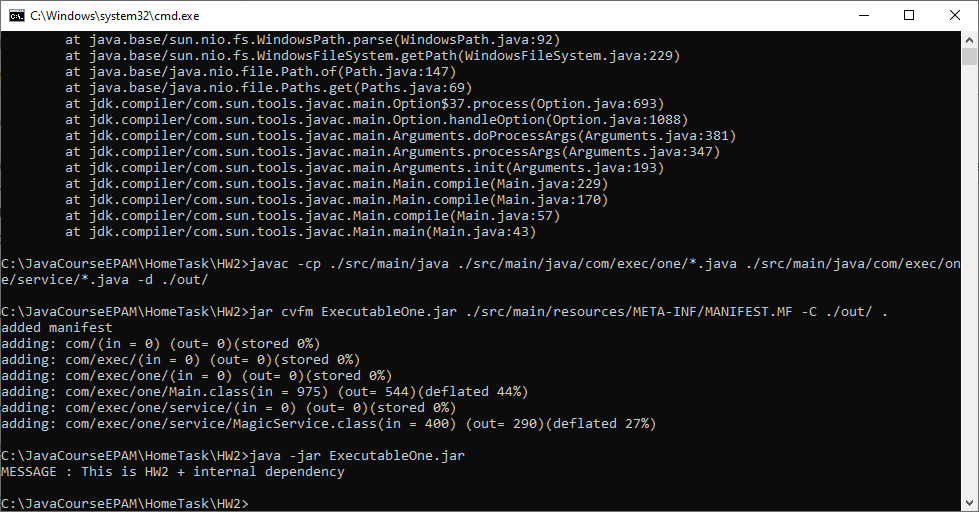 C:\Windows\system32\cmd.exe
at java.base/sun.nio.fs.WindowsPath.parse(WindowsPath.java:92)
at java.base/sun.nio.fs.WindowsFileSystem.getPath(WindowsFileSystem.java:229)
at java.base/java.nio.file.Path.of(Path.java:147)
at java.base/java.nio.file.Paths.get(Paths.java:69)
at jdk.compiler/com.sun.tools.javac.main.Option$37.process(Option.java:693)
at jdk.compiler/com.sun.tools.javac.main.Option.handleOption(Option.java:1088)
at jdk.compiler/com.sun.tools.javac.main.Arguments.doProcessArgs(Arguments.java:381)
at jdk.compiler/com.sun.tools.javac.main.Arguments.processArgs(Arguments.java:347)
at jdk.compiler/com.sun.tools.javac.main.Arguments.init(Arguments.java:193)
at jdk.compiler/com.sun.tools.javac.main.Main.compile(Main.java:229)
at jdk.compiler/com.sun.tools.javac.main.Main.compile(Main.java:170)
at jdk.compiler/com.sun.tools.javac.Main.compile(Main.java:57)
at jdk.compiler/com.sun.tools.javac.Main.main(Main.java:43)
C:\JavaCourseEPAM\HomeTask\HW2>javac -cp ./src/main/java ./src/main/java/com/exec/one/*.java ./src/main/java/com/exec/on
e/service/*.java -d ./out/
C:\JavaCourseEPAM\HomeTask\HW2>jar cvfm ExecutableOne.jar ./src/main/resources/META-INF/MANIFEST.MF -C ./out/ .
added manifest
adding: com/(in = 0) (out= 0)(stored 0%)
adding: com/exec/(in = 0) (out= 0)(stored 0%)
adding: com/exec/one/(in = 0) (out= 0)(stored 0%)
adding: com/exec/one/Main.class(in = 975) (out= 544)(deflated 44%)
adding: com/exec/one/service/(in = 0) (out= 0)(stored 0%)
adding: com/exec/one/service/MagicService.class(in = 400) (out= 290)(deflated 27%)
C:\JavaCourseEPAM\HomeTask\HW2>java -jar ExecutableOne.jar
MESSAGE : This is HW2 + internal dependency
C:\JavaCourseEPAM\HomeTask\HW2>